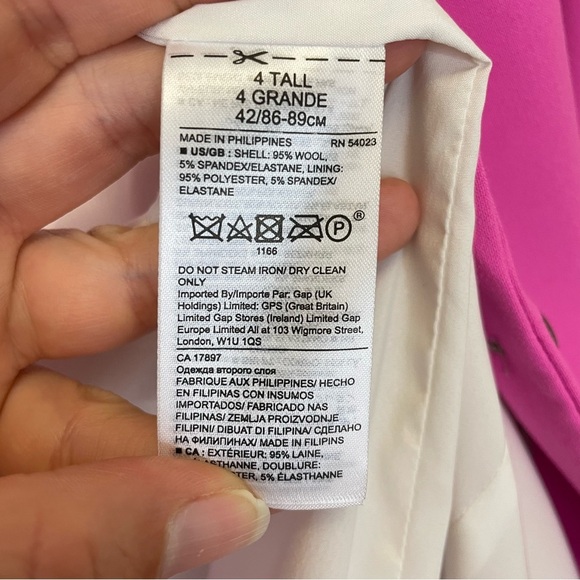 4 TALL
4 GRANDE
42/86-89CM
MADE IN PHILIPPINES RN 54023
■ US/GB : SHELL: 95% WOOL,
5% SPANDEX/ELASTANE, LINING:
95% POLYESTER, 5% SPANDEX/
ELASTANE
P ®
1166
DO NOT STEAM IRON/ DRY CLEAN
ONLY
Imported By/Importe Par: Gap (UK
Holdings) Limited: GPS (Great Britain)
Limited Gap Stores (Ireland) Limited Gap
Europe Limited All at 103 Wigmore Street,
London, W1U 1QS
CA 17897
Одежда второго слоя
FABRIQUE AUX PHILIPPINES/ HECHO
EN FILIPINAS CON INSUMOS
IMPORTADOS/ FABRICADO NAS
FILIPINAS/ ZEMLJA PROIZVODNJE
FILIPINI/ DIBUAT DI FILIPINA/ СДЕЛАНО
НА ФИЛИПИНАХ/ MADE IN FILIPINS
■ CA : EXTÉRIEUR: 95% LAINE,
ÉLASTHANNE, DOUBLURE:
ESTER, 5% ÉLASTHANNE